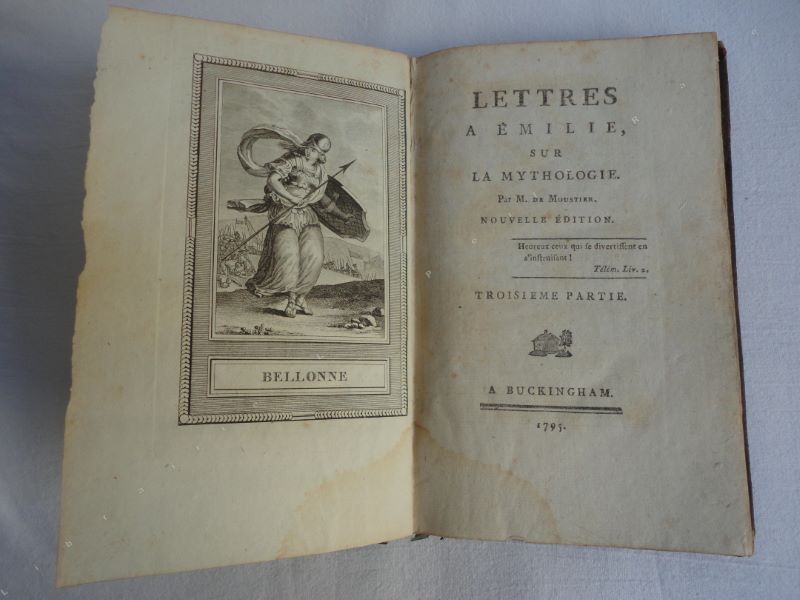 BELLONNE
LETTRES
A ÉMILIE,
SUR
LA MYTHOLOGIE.
Par M. DE MOUSTIER.
NOUVELLE ÉDITION.
Heureux ceux qui se divertissent en
s'instruisant !
Télém. Liv. 2.
TROISIEME PARTIE.
A BUCKINGHAM.
1795.